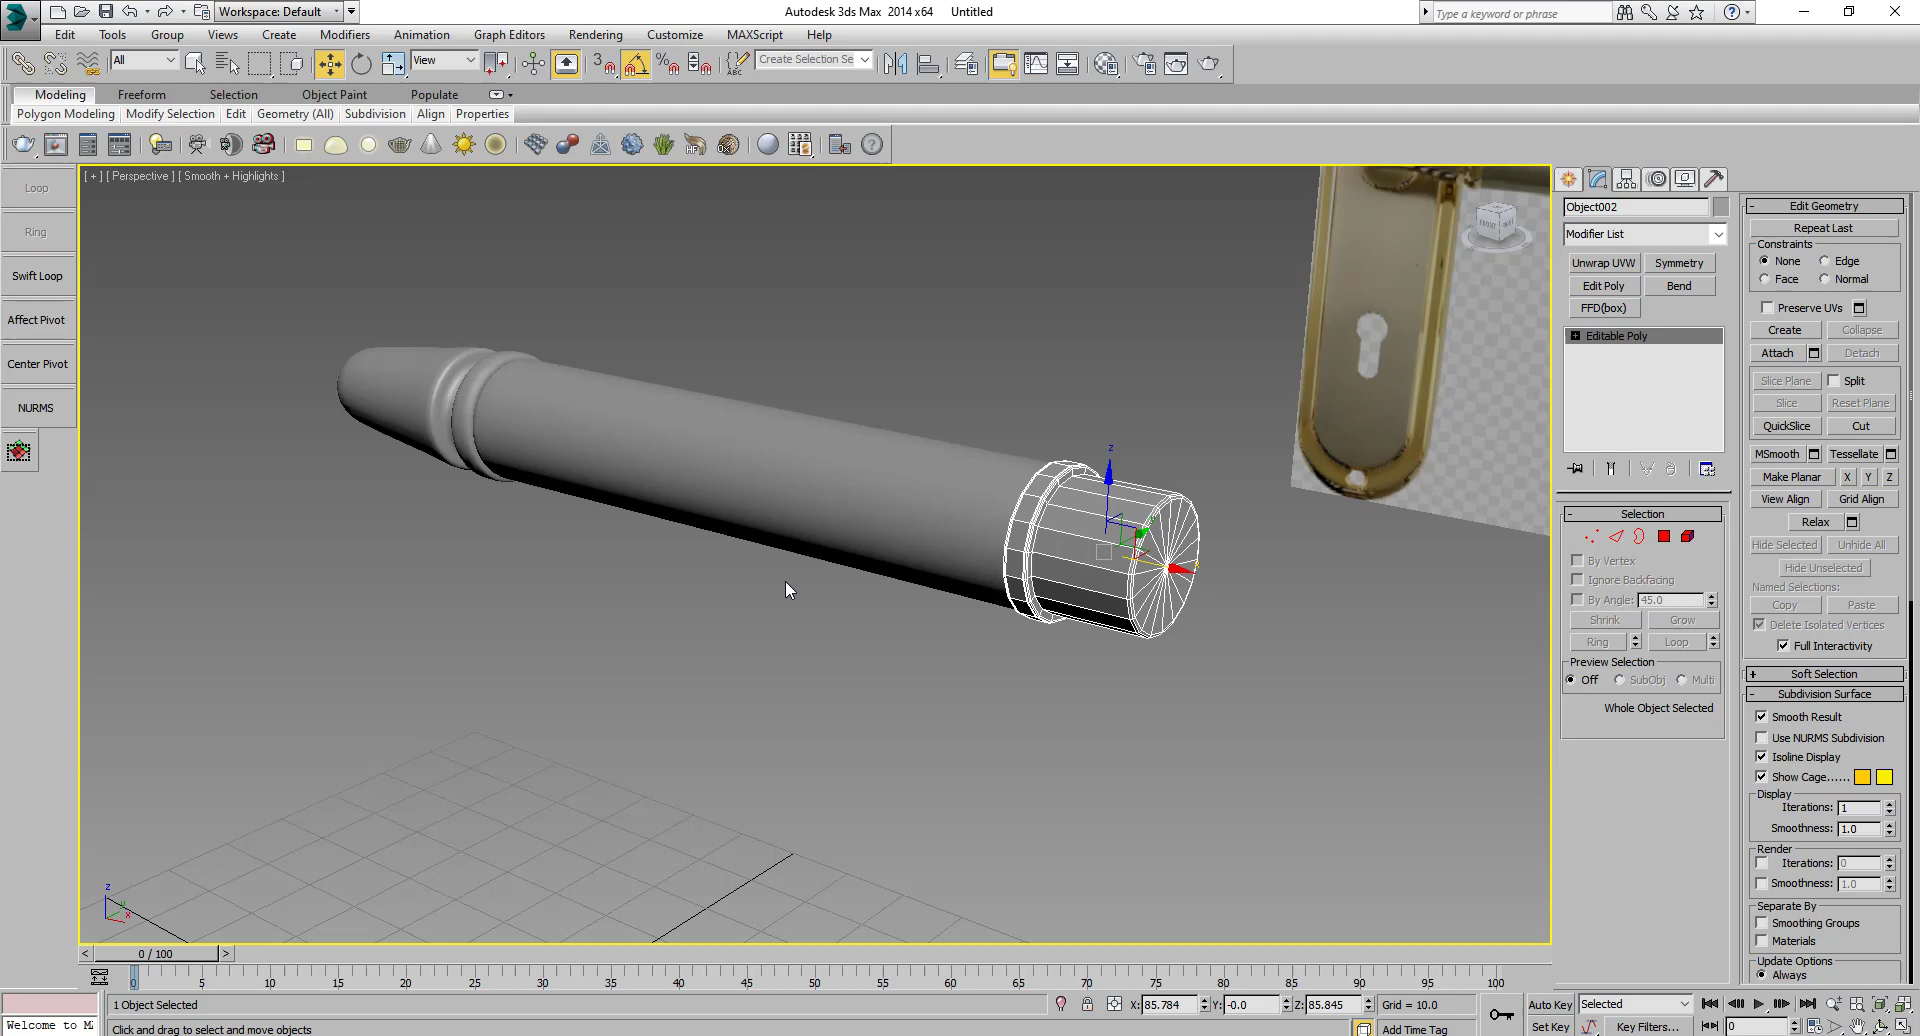 Workspace: Default
Autodesk 3ds Max 2014 x64 Untitled
Type a keyword or phrase
Edit Tools Group Views Create Modifiers Animation Graph Editors Rendering Customize MAXScript Help
All
View
3
Create Selection Se
Modeling Freeform Selection Object Paint Populate
Polygon Modeling Modify Selection Edit Geometry (All) Subdivision Align Properties
[ + ] [ Perspective ] [ Smooth + Highlights ]
Loop
Ring
Swift Loop
Affect Pivot
Center Pivot
NURMS
z
z
x
FRONT
Object002
Modifier List
Unwrap UVW Symmetry
Edit Poly Bend
FFD(box)
Editable Poly
Selection
By Vertex
Ignore Backfacing
By Angle: 45.0
Shrink Grow
Ring Loop
Preview Selection
Off SubObj Multi
Whole Object Selected
Edit Geometry
Repeat Last
Constraints
None Edge
Face Normal
Preserve UVs
Create Collapse
Attach Detach
Slice Plane Split
Slice Reset Plane
QuickSlice Cut
MSmooth Tessellate
Make Planar X Y Z
View Align Grid Align
Relax
Hide Selected Unhide All
Hide Unselected
Named Selections:
Copy Paste
Delete Isolated Vertices
Full Interactivity
Soft Selection
Subdivision Surface
Smooth Result
Use NURMS Subdivision
Isoline Display
Show Cage......
Display
Iterations: 1
Smoothness: 1.0
Render
Iterations: 0
Smoothness: 1.0
Separate By
Smoothing Groups
Materials
Update Options
Always
< 0 / 100 >
0 5 10 15 20 25 30 35 40 45 50 55 60 65 70 75 80 85 90 95 100
1 Object Selected
X: 85.784 Y: -0.0 Z: 85.845 Grid = 10.0
Auto Key Selected
Welcome to M
Click and drag to select and move objects
Add Time Tag
Set Key Key Filters... 0